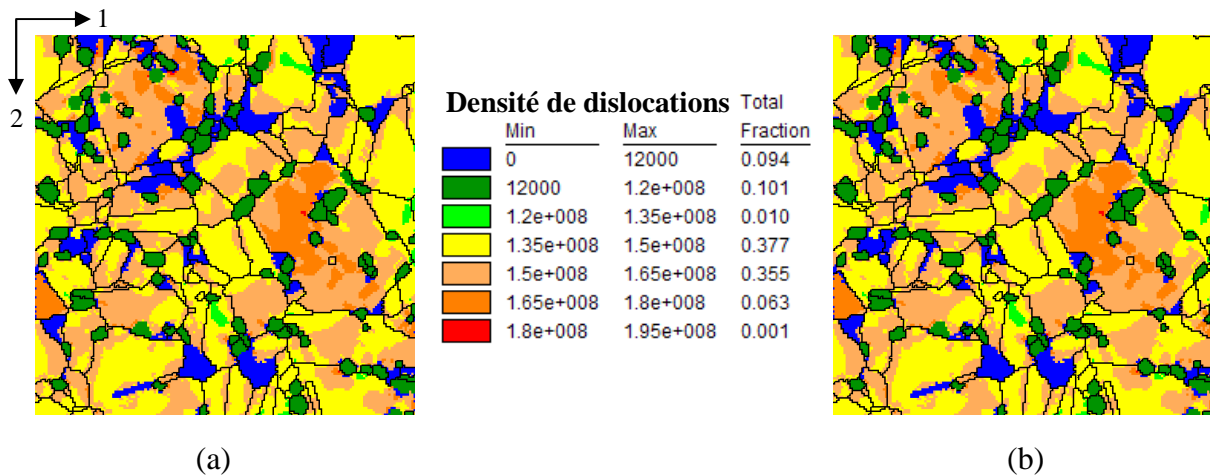 1
2
Densité de dislocations Total
Min Max Fraction
0 12000 0.094
12000 1.2e+008 0.101
1.2e+008 1.35e+008 0.010
1.35e+008 1.5e+008 0.377
1.5e+008 1.65e+008 0.355
1.65e+008 1.8e+008 0.063
1.8e+008 1.95e+008 0.001
(a) (b)